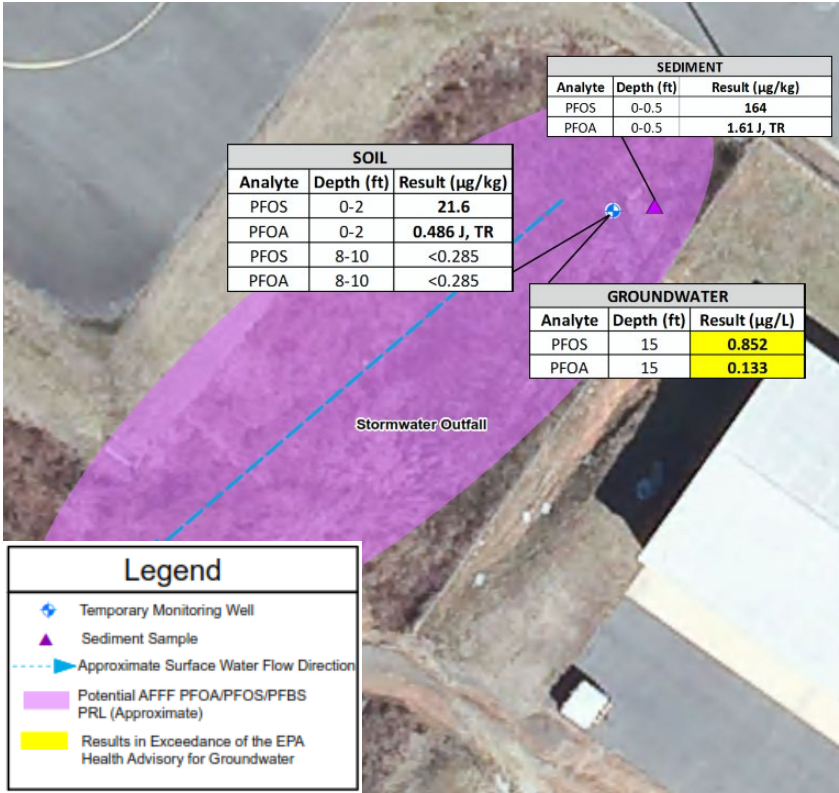 SEDIMENT
Analyte Depth (ft) Result (µg/kg)
PFOS 0-0.5 164
PFOA 0-0.5 1.61 J, TR
SOIL
Analyte Depth (ft) Result (µg/kg)
PFOS 0-2 21.6
PFOA 0-2 0.486 J, TR
PFOS 8-10 <0.285
PFOA 8-10 <0.285
GROUNDWATER
Analyte Depth (ft) Result (µg/L)
PFOS 15 0.852
PFOA 15 0.133
Stormwater Outfall
Legend
Temporary Monitoring Well
Sediment Sample
Approximate Surface Water Flow Direction
Potential AFFF PFOA/PFOS/PFBS
PRL (Approximate)
Results in Exceedance of the EPA
Health Advisory for Groundwater